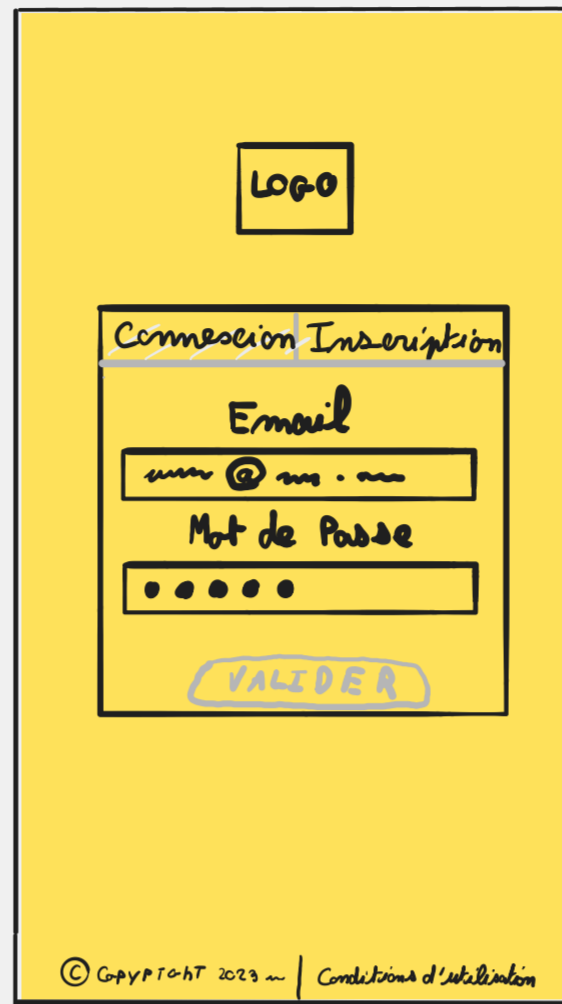 LOGO
Connexion Inscription
Email
@ .
Mot de Passe
VALIDER
© Copyright 2023 | Conditions d'utilisation